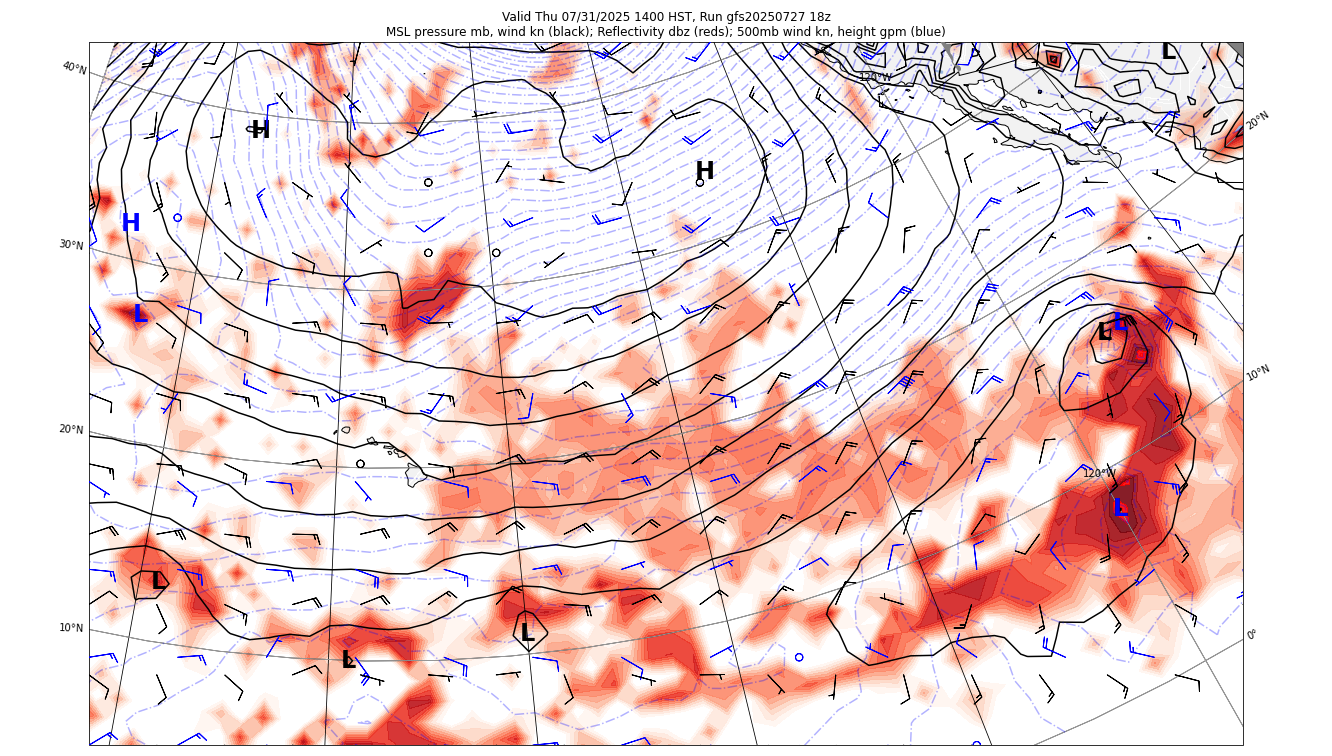 Valid Thu 07/31/2025 1400 HST, Run gfs20250727 18z
MSL pressure mb, wind kn (black); Reflectivity dbz (reds); 500mb wind kn, height gpm (blue)
L
40°N
120°W
20°N
H
H
H
30°N
L
L
L
10°N
20°N
120°W
L
L
L
10°N
0°
L